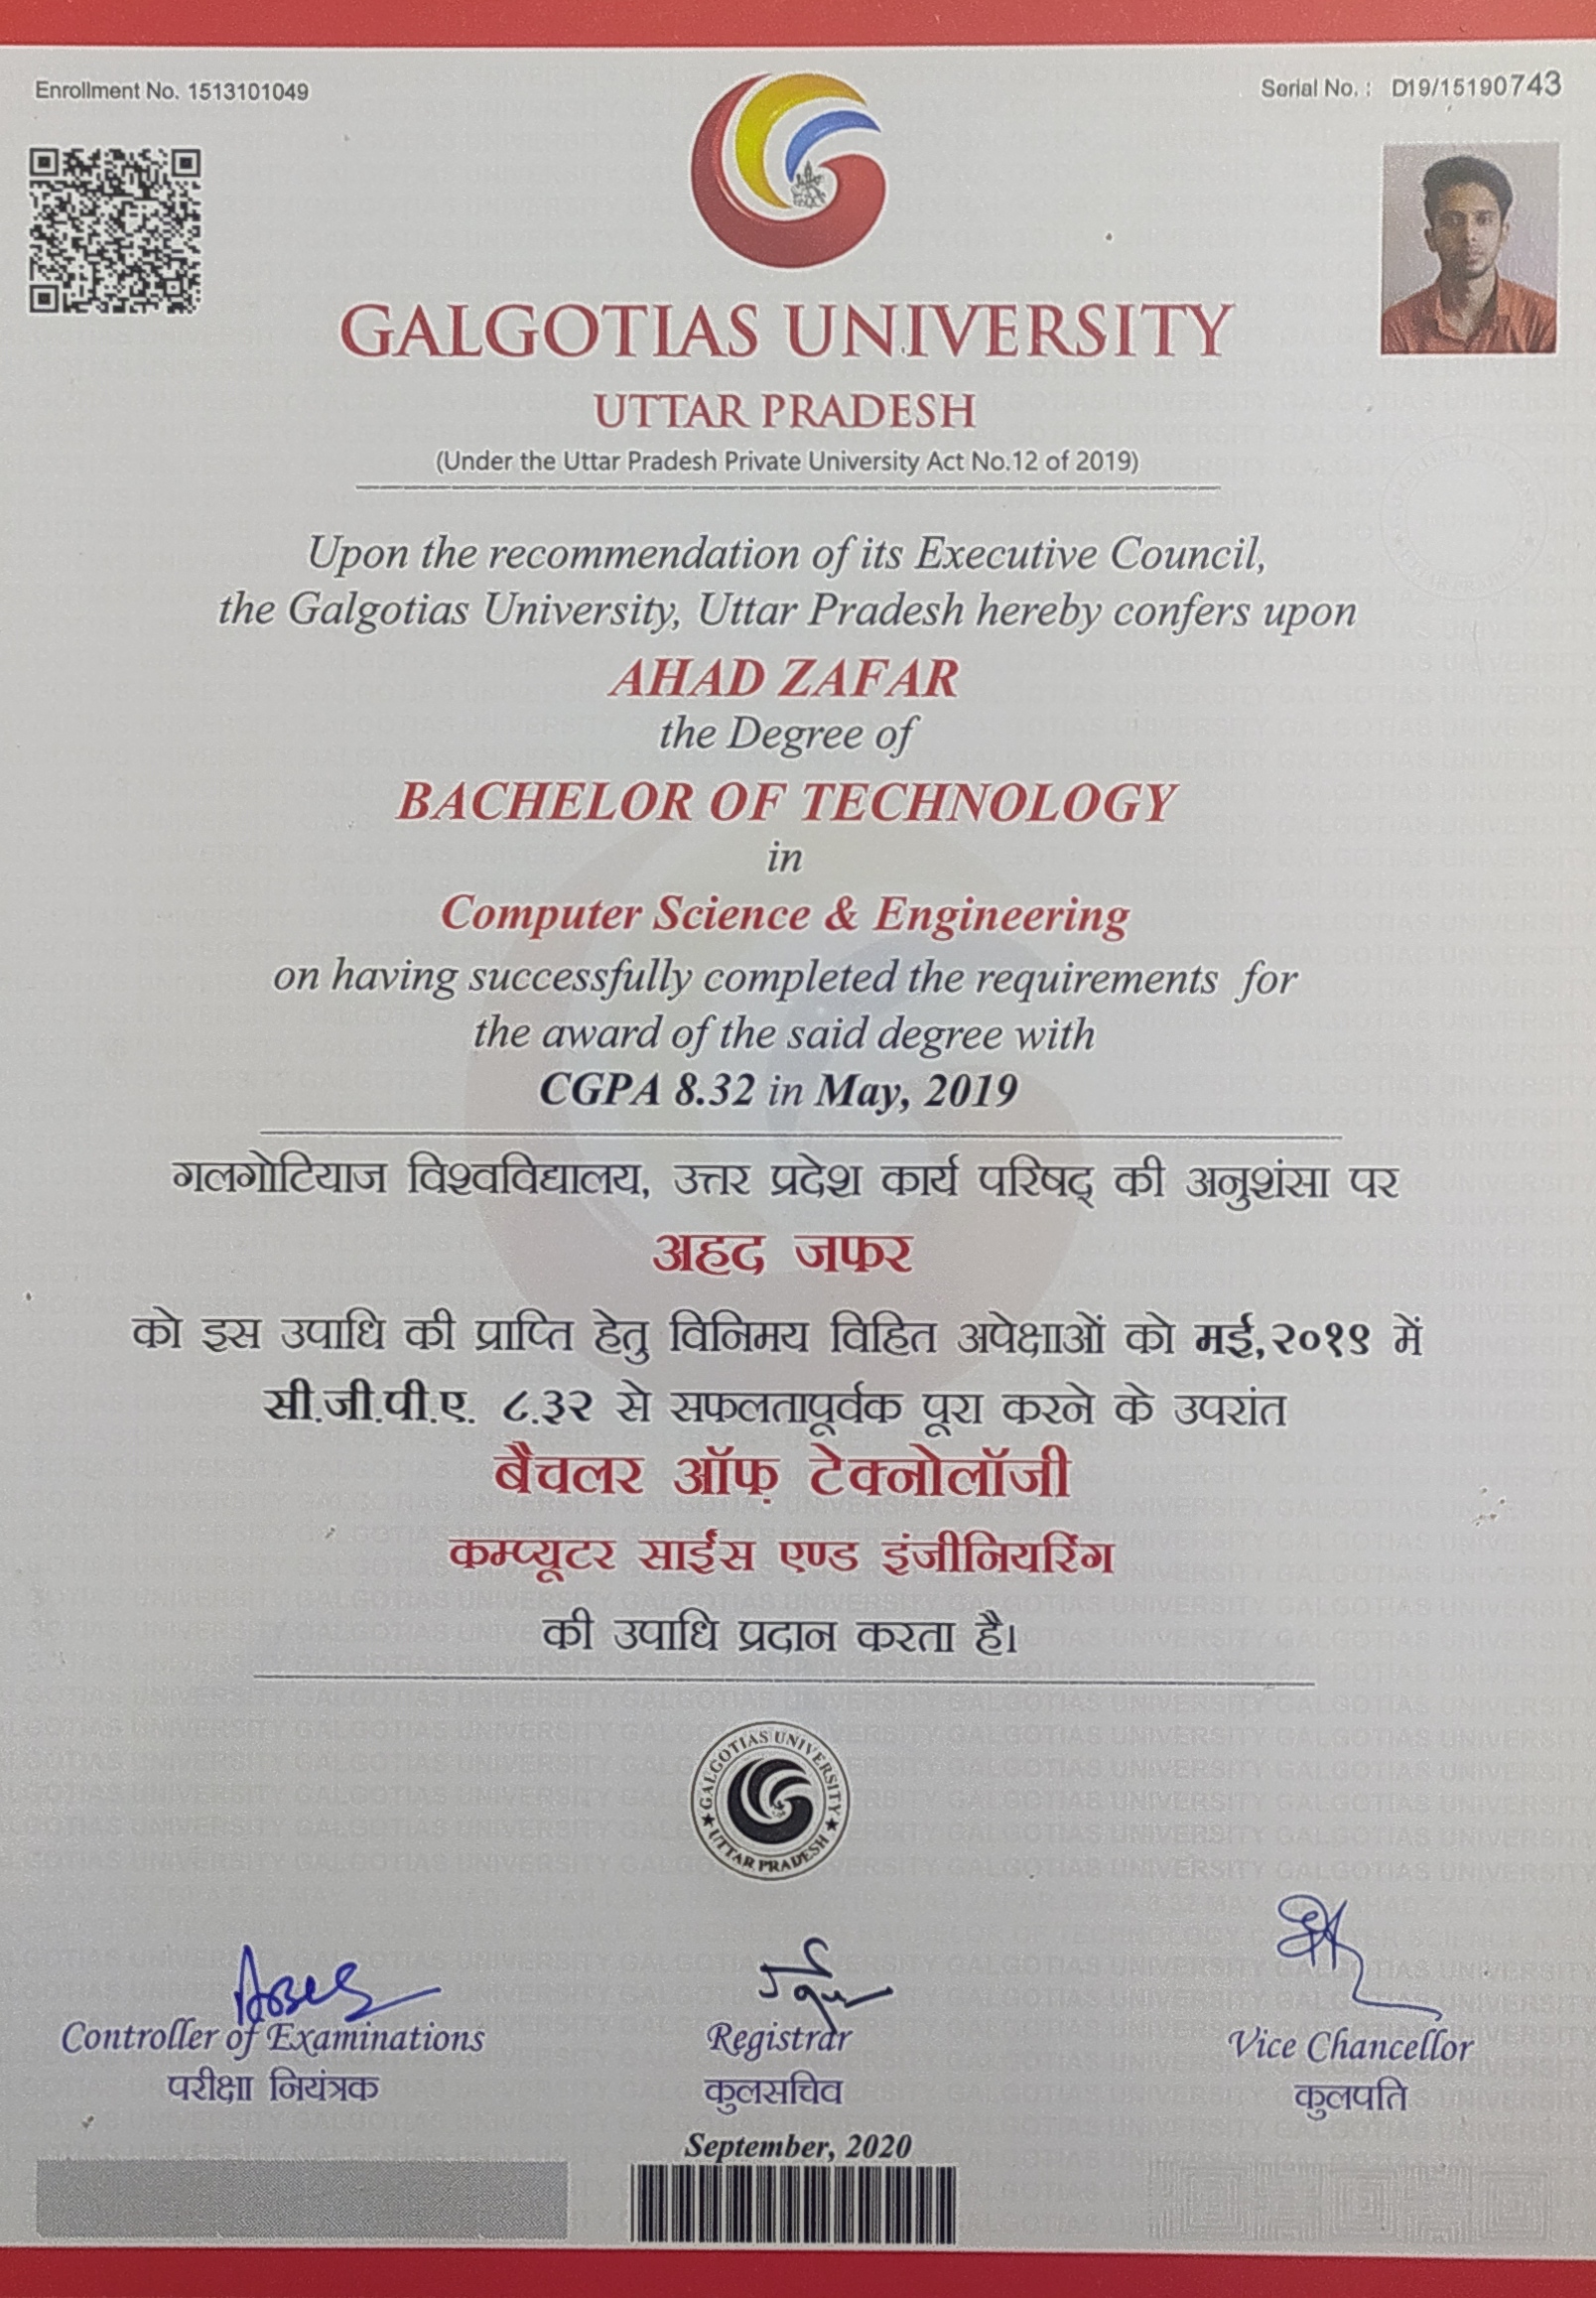 Enrollment No. 1513101049
Serial No. : D19/15190743
GALGOTIAS UNIVERSITY
UTTAR PRADESH
(Under the Uttar Pradesh Private University Act No.12 of 2019)
Upon the recommendation of its Executive Council,
the Galgotias University, Uttar Pradesh hereby confers upon
AHAD ZAFAR
the Degree of
BACHELOR OF TECHNOLOGY
in
Computer Science & Engineering
on having successfully completed the requirements for
the award of the said degree with
CGPA 8.32 in May, 2019
गलगोटियाज विश्वविद्यालय, उत्तर प्रदेश कार्य परिषद् की अनुशंसा पर
अहद जफर
को इस उपाधि की प्राप्ति हेतु विनिमय विहित अपेक्षाओं को मई,२०१९ में
सी.जी.पी.ए. ८.३२ से सफलतापूर्वक पूरा करने के उपरांत
बैचलर ऑफ़ टेक्नोलॉजी
कम्प्यूटर साईंस एण्ड इंजीनियरिंग
की उपाधि प्रदान करता है।
GALGOTIAS UNIVERSITY
UTTAR PRADESH
Controller of Examinations
परीक्षा नियंत्रक
Registrar
कुलसचिव
Vice Chancellor
कुलपति
September, 2020